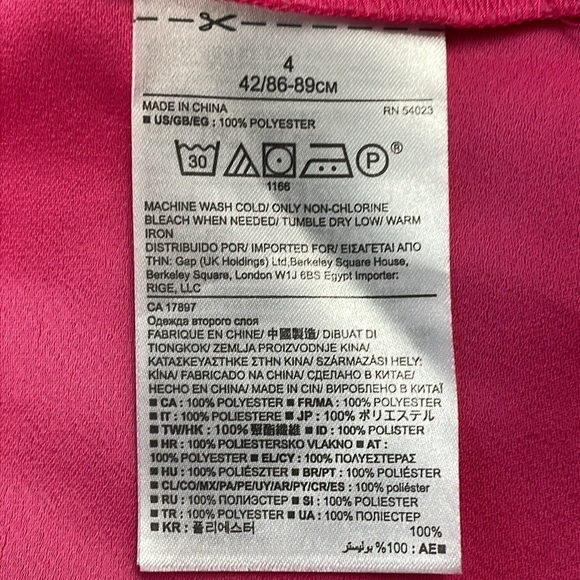 4
42/86-89CM
MADE IN CHINA RN 54023
■ US/GB/EG : 100% POLYESTER
30 P ®
1166
MACHINE WASH COLD/ ONLY NON-CHLORINE
BLEACH WHEN NEEDED/ TUMBLE DRY LOW/ WARM
IRON
DISTRIBUIDO POR/ IMPORTED FOR/ ΕΙΣΑΓΕΤΑΙ ΑΠΟ
ΤΗΝ: Gap (UK Holdings) Ltd,Berkeley Square House,
Berkeley Square, London W1J 6BS Egypt Importer:
RIGE, LLC
CA 17897
Одежда второго слоя
FABRIQUE EN CHINE/ 中國製造/ DIBUAT DI
TIONGKOK/ ZEMLJA PROIZVODNJE KINA/
ΚΑΤΑΣΚΕΥΑΣΤΗΚΕ ΣΤΗΝ ΚΙΝΑ/ SZÁRMAZÁSI HELY:
KÍNA/ FABRICADO NA CHINA/ СДЕЛАНО В КИТАЕ/
HECHO EN CHINA/ MADE IN CIN/ ВИРОБЛЕНО В КИТАЇ
■ CA : 100% POLYESTER ■ FR/MA : 100% POLYESTER
■ IT : 100% POLIESTERE ■ JP : 100% ポリエステル
■ TW/HK : 100% 聚酯纖維 ■ ID : 100% POLISTER
■ HR : 100% POLIESTERSKO VLAKNO ■ AT :
100% POLYESTER ■ EL/CY : 100% ΠΟΛΥΕΣΤΕΡΑΣ
■ HU : 100% POLIÉSZTER ■ BR/PT : 100% POLIÉSTER
■ CL/CO/MX/PA/PE/UY/AR/PY/CR/ES : 100% poliéster
■ RU : 100% ПОЛИЭСТЕР ■ SI : 100% POLIESTER
■ TR : 100% POLIESTER ■ UA : 100% ПОЛІЕСТЕР
■ KR : 폴리에스터 100%
■ AE : 100% بوليستر